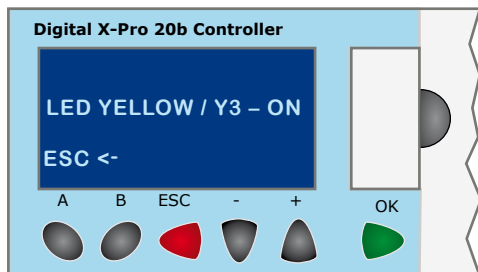 Digital X-Pro 20b Controller
LED YELLOW / Y3 – ON
ESC <-
A B ESC - + OK